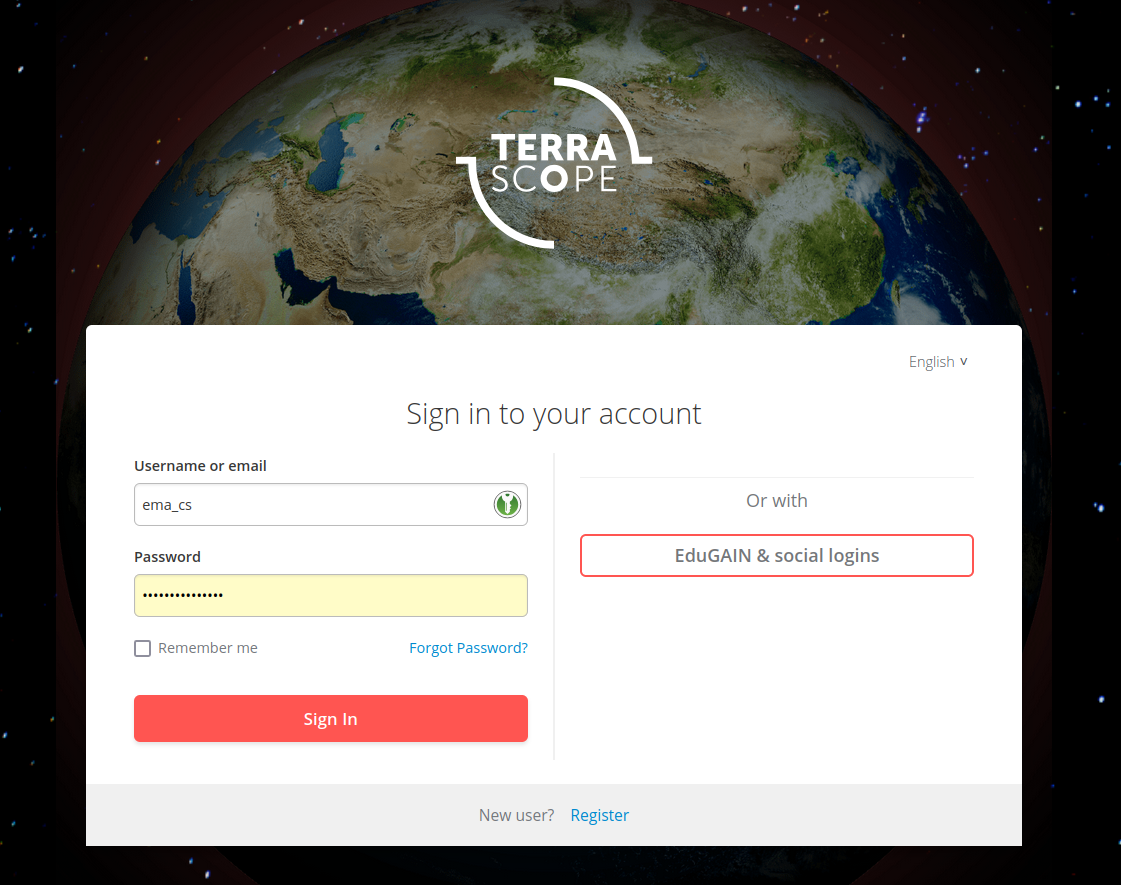 TERRA
SCOPE
English v
Sign in to your account
Username or email
ema_cs
Password
•••••••••••••••
Remember me
Forgot Password?
Sign In
Or with
EduGAIN & social logins
New user? Register